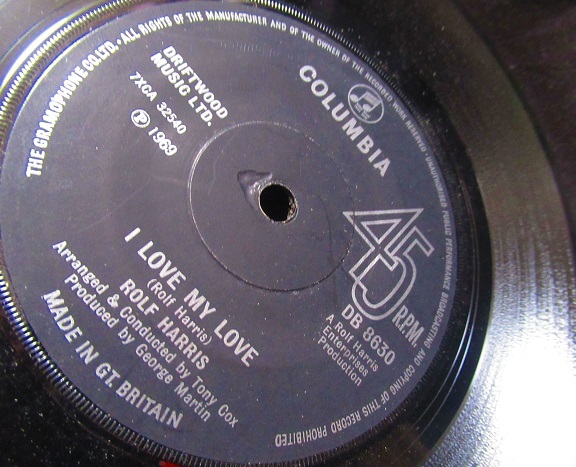 THE GRAMOPHONE CO. LTD. · ALL RIGHTS OF THE MANUFACTURER AND OF THE OWNER OF THE RECORDED WORK RESERVED · UNAUTHORISED PUBLIC PERFORMANCE BROADCASTING AND COPYING OF THIS RECORD PROHIBITED
COLUMBIA
DRIFTWOOD
MUSIC LTD.
7XCA 32540
Ⓟ 1969
45 R.P.M.
DB 8630
A Rolf Harris
Enterprises
Production
I LOVE MY LOVE
(Rolf Harris)
ROLF HARRIS
Arranged & Conducted by Tony Cox
Produced by George Martin
MADE IN GT. BRITAIN